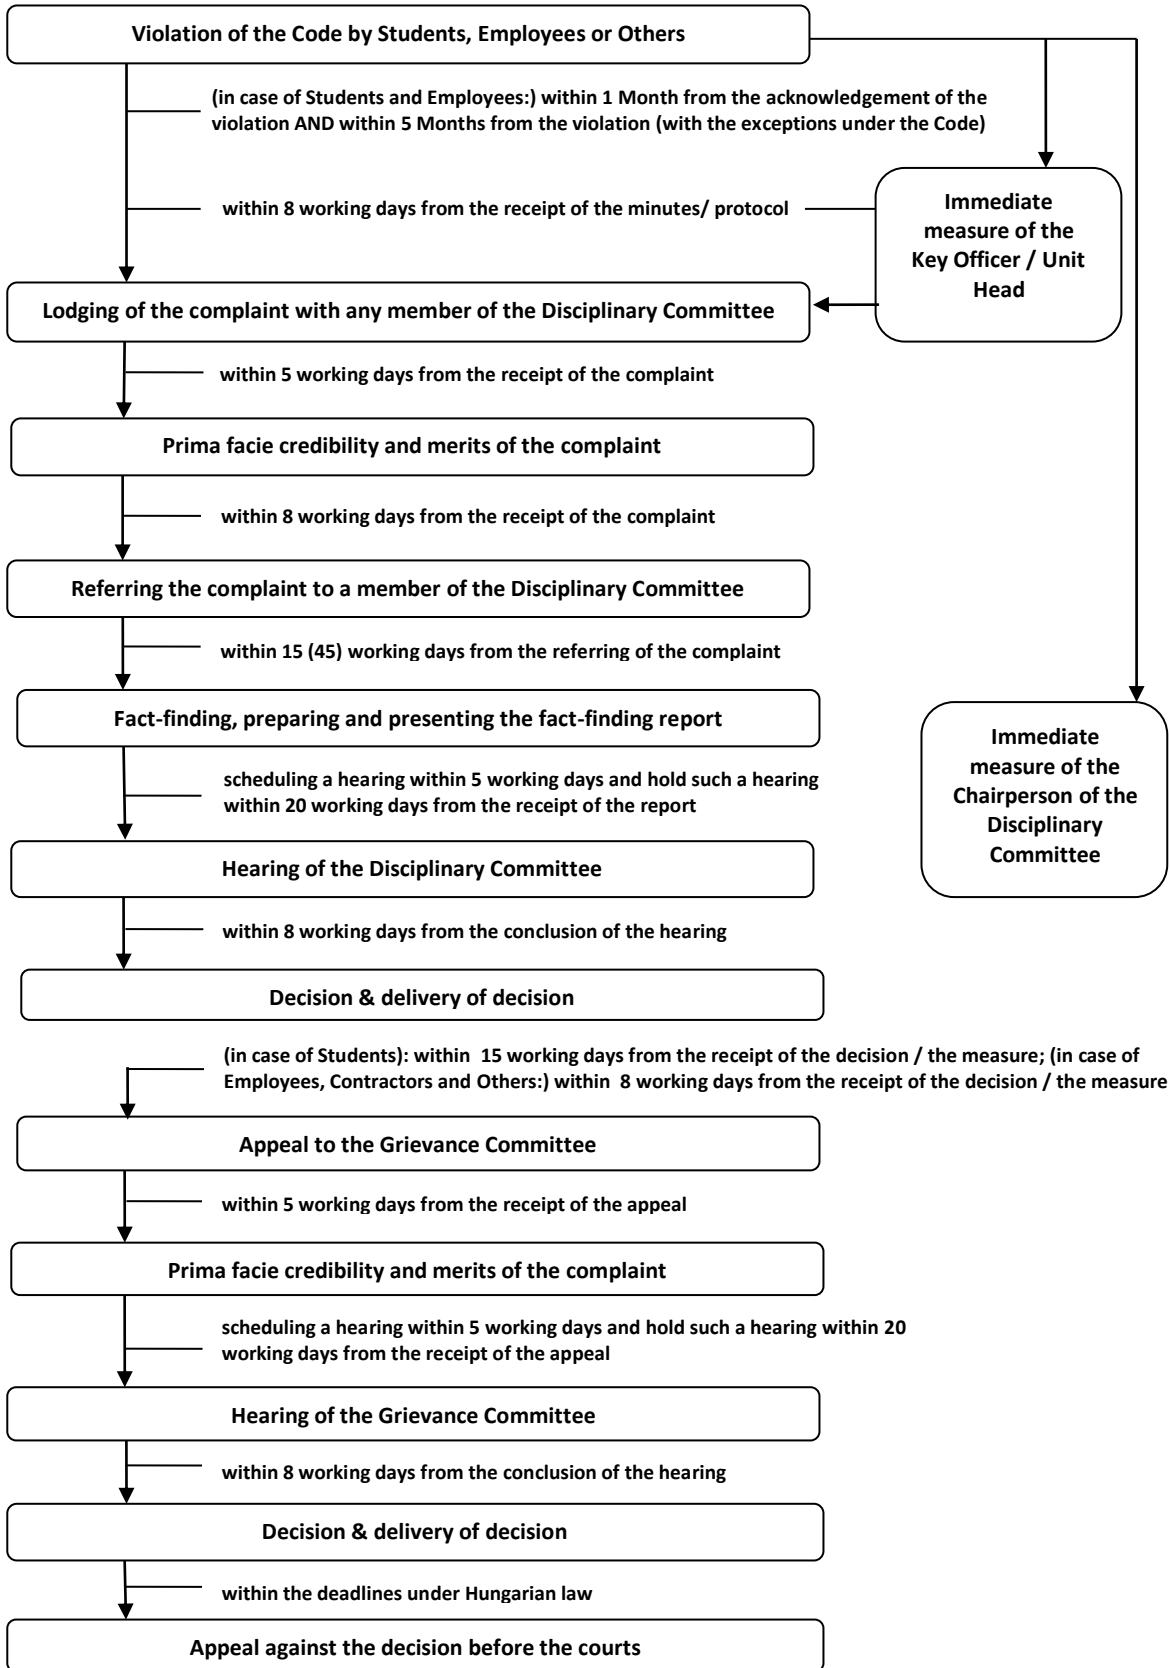 Violation of the Code by Students, Employees or Others
(in case of Students and Employees:) within 1 Month from the acknowledgement of the
violation AND within 5 Months from the violation (with the exceptions under the Code)
within 8 working days from the receipt of the minutes/ protocol
Immediate
measure of the
Key Officer / Unit
Head
Lodging of the complaint with any member of the Disciplinary Committee
within 5 working days from the receipt of the complaint
Prima facie credibility and merits of the complaint
within 8 working days from the receipt of the complaint
Referring the complaint to a member of the Disciplinary Committee
within 15 (45) working days from the referring of the complaint
Fact-finding, preparing and presenting the fact-finding report
Immediate
measure of the
Chairperson of the
Disciplinary
Committee
scheduling a hearing within 5 working days and hold such a hearing
within 20 working days from the receipt of the report
Hearing of the Disciplinary Committee
within 8 working days from the conclusion of the hearing
Decision & delivery of decision
(in case of Students): within  15 working days from the receipt of the decision / the measure; (in case of
Employees, Contractors and Others:) within  8 working days from the receipt of the decision / the measure
Appeal to the Grievance Committee
within 5 working days from the receipt of the appeal
Prima facie credibility and merits of the complaint
scheduling a hearing within 5 working days and hold such a hearing within 20
working days from the receipt of the appeal
Hearing of the Grievance Committee
within 8 working days from the conclusion of the hearing
Decision & delivery of decision
within the deadlines under Hungarian law
Appeal against the decision before the courts